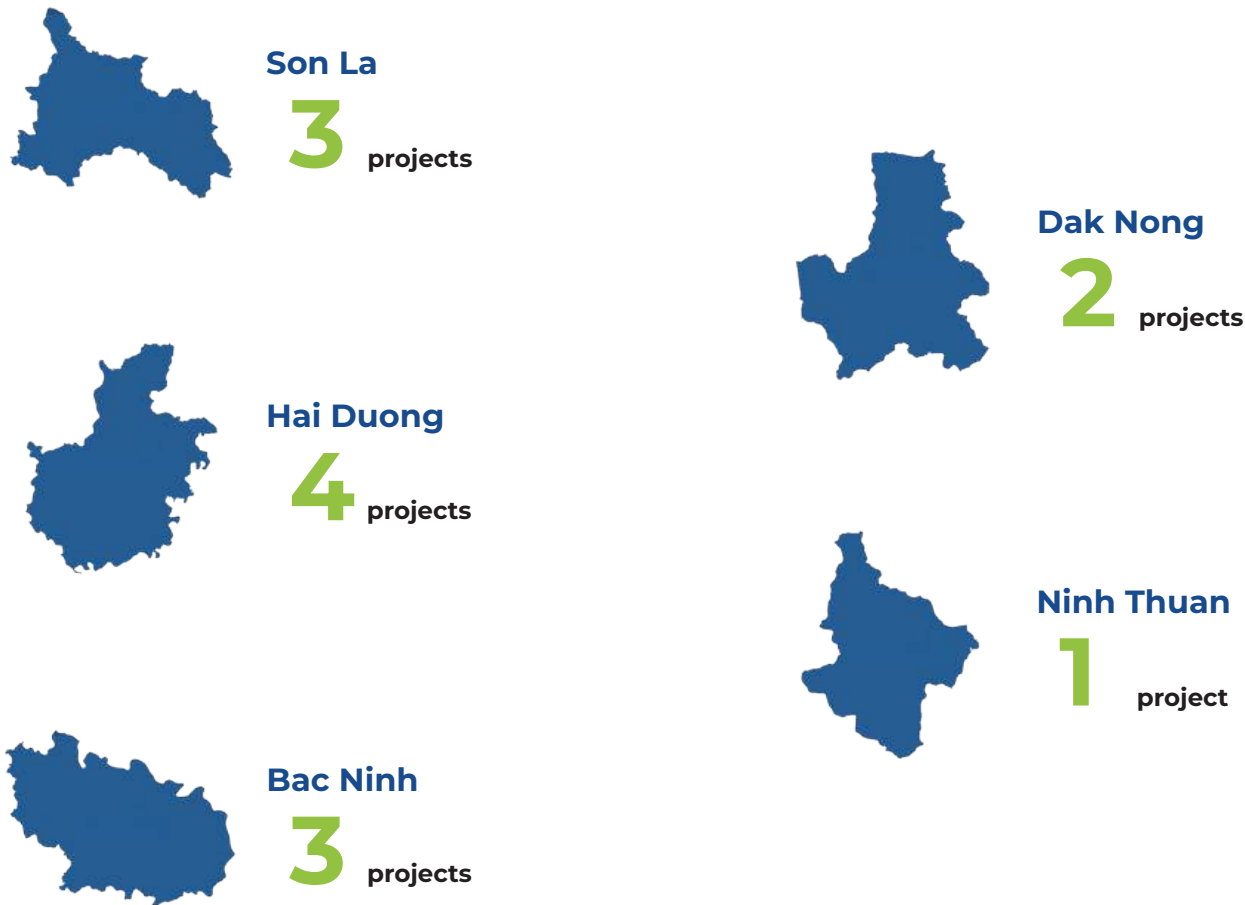 Son La
3 projects
Hai Duong
4 projects
Bac Ninh
3 projects
Dak Nong
2 projects
Ninh Thuan
1 project